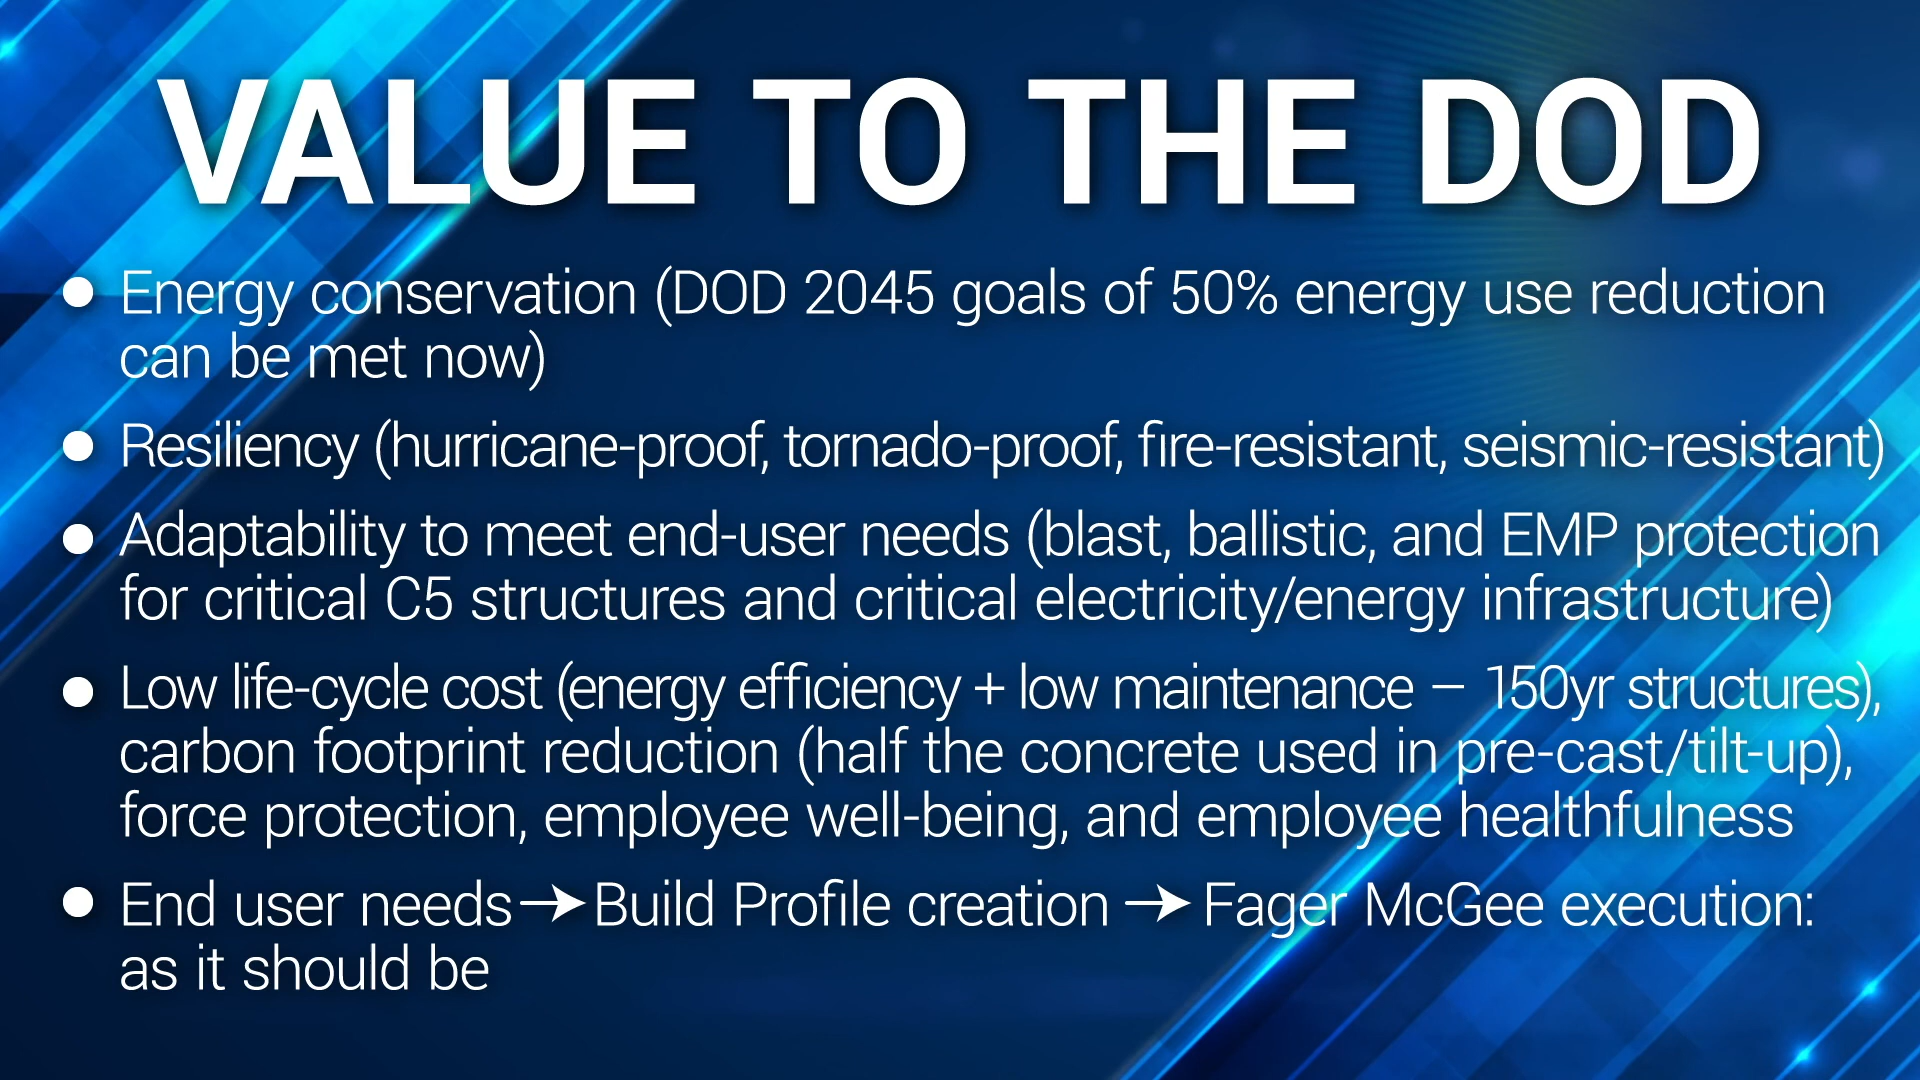 VALUE TO THE DOD
● Energy conservation (DOD 2045 goals of 50% energy use reduction
can be met now)
● Resiliency (hurricane-proof, tornado-proof, fire-resistant, seismic-resistant)
● Adaptability to meet end-user needs (blast, ballistic, and EMP protection
for critical C5 structures and critical electricity/energy infrastructure)
● Low life-cycle cost (energy efficiency + low maintenance – 150yr structures),
carbon footprint reduction (half the concrete used in pre-cast/tilt-up),
force protection, employee well-being, and employee healthfulness
● End user needs → Build Profile creation → Fager McGee execution:
as it should be